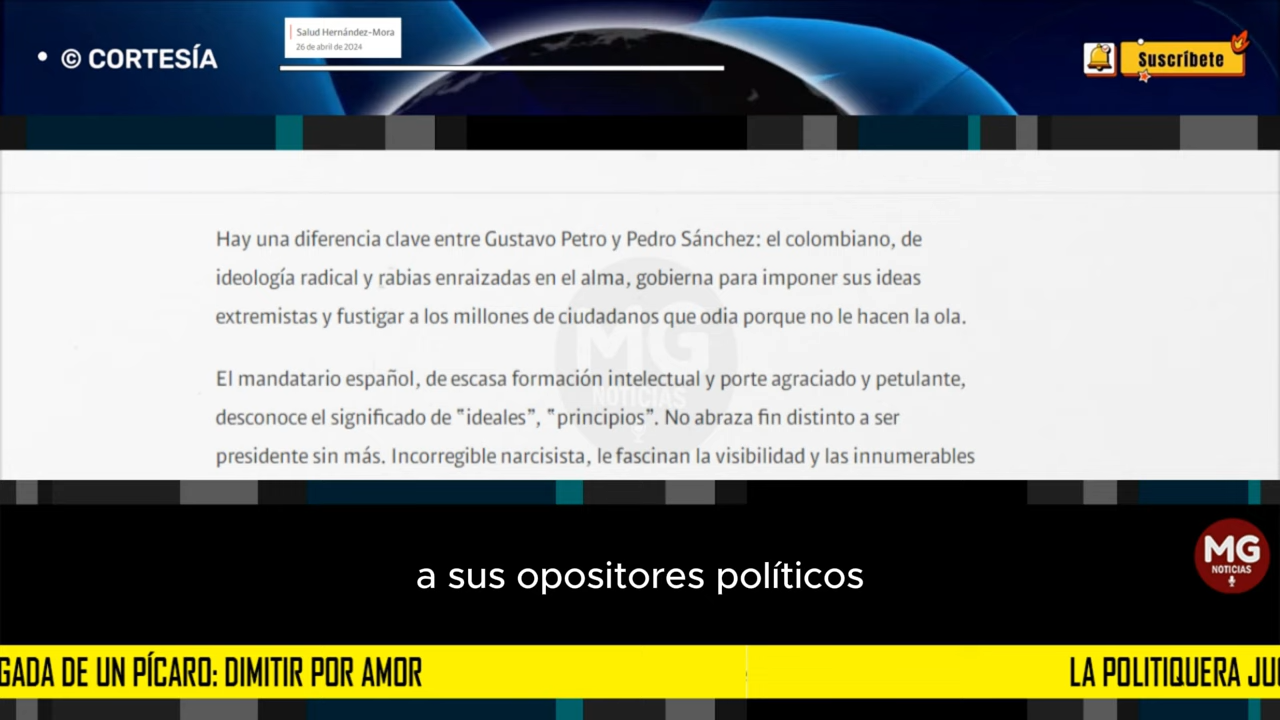 • © CORTESÍA
Salud Hernández-Mora
26 de abril de 2024
Suscríbete
Hay una diferencia clave entre Gustavo Petro y Pedro Sánchez: el colombiano, de
ideología radical y rabias enraizadas en el alma, gobierna para imponer sus ideas
extremistas y fustigar a los millones de ciudadanos que odia porque no le hacen la ola.
El mandatario español, de escasa formación intelectual y porte agraciado y petulante,
desconoce el significado de "ideales", "principios". No abraza fin distinto a ser
presidente sin más. Incorregible narcisista, le fascinan la visibilidad y las innumerables
MG
NOTICIAS
a sus opositores políticos
MG
NOTICIAS
GADA DE UN PÍCARO: DIMITIR POR AMOR
LA POLITIQUERA JU